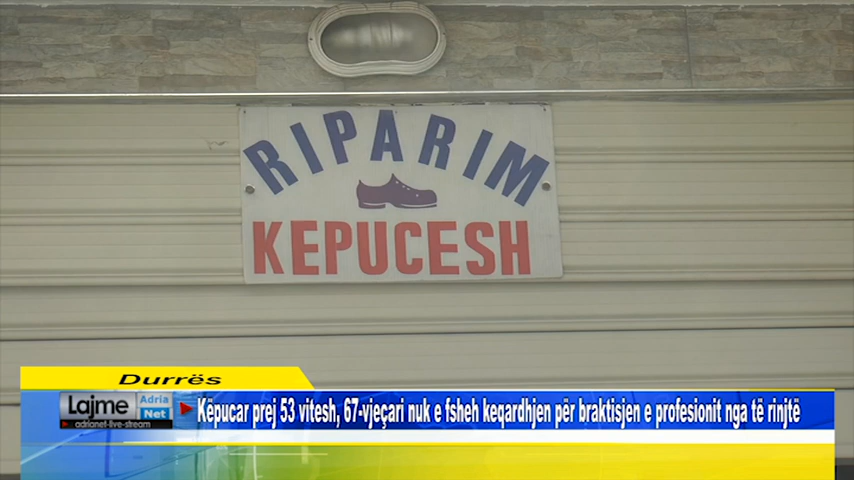 RIPARIM
KEPUCESH
Durrës
Lajme Adria Net
adrianet-live-stream
Këpucar prej 53 vitesh, 67-vjeçari nuk e fsheh keqardhjen për braktisjen e profesionit nga të rinjtë